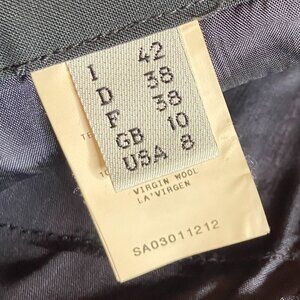 I 42
D 38
F 38
GB 10
USA 8
VIRGIN WOOL
LA'VIRGEN
SA03011212